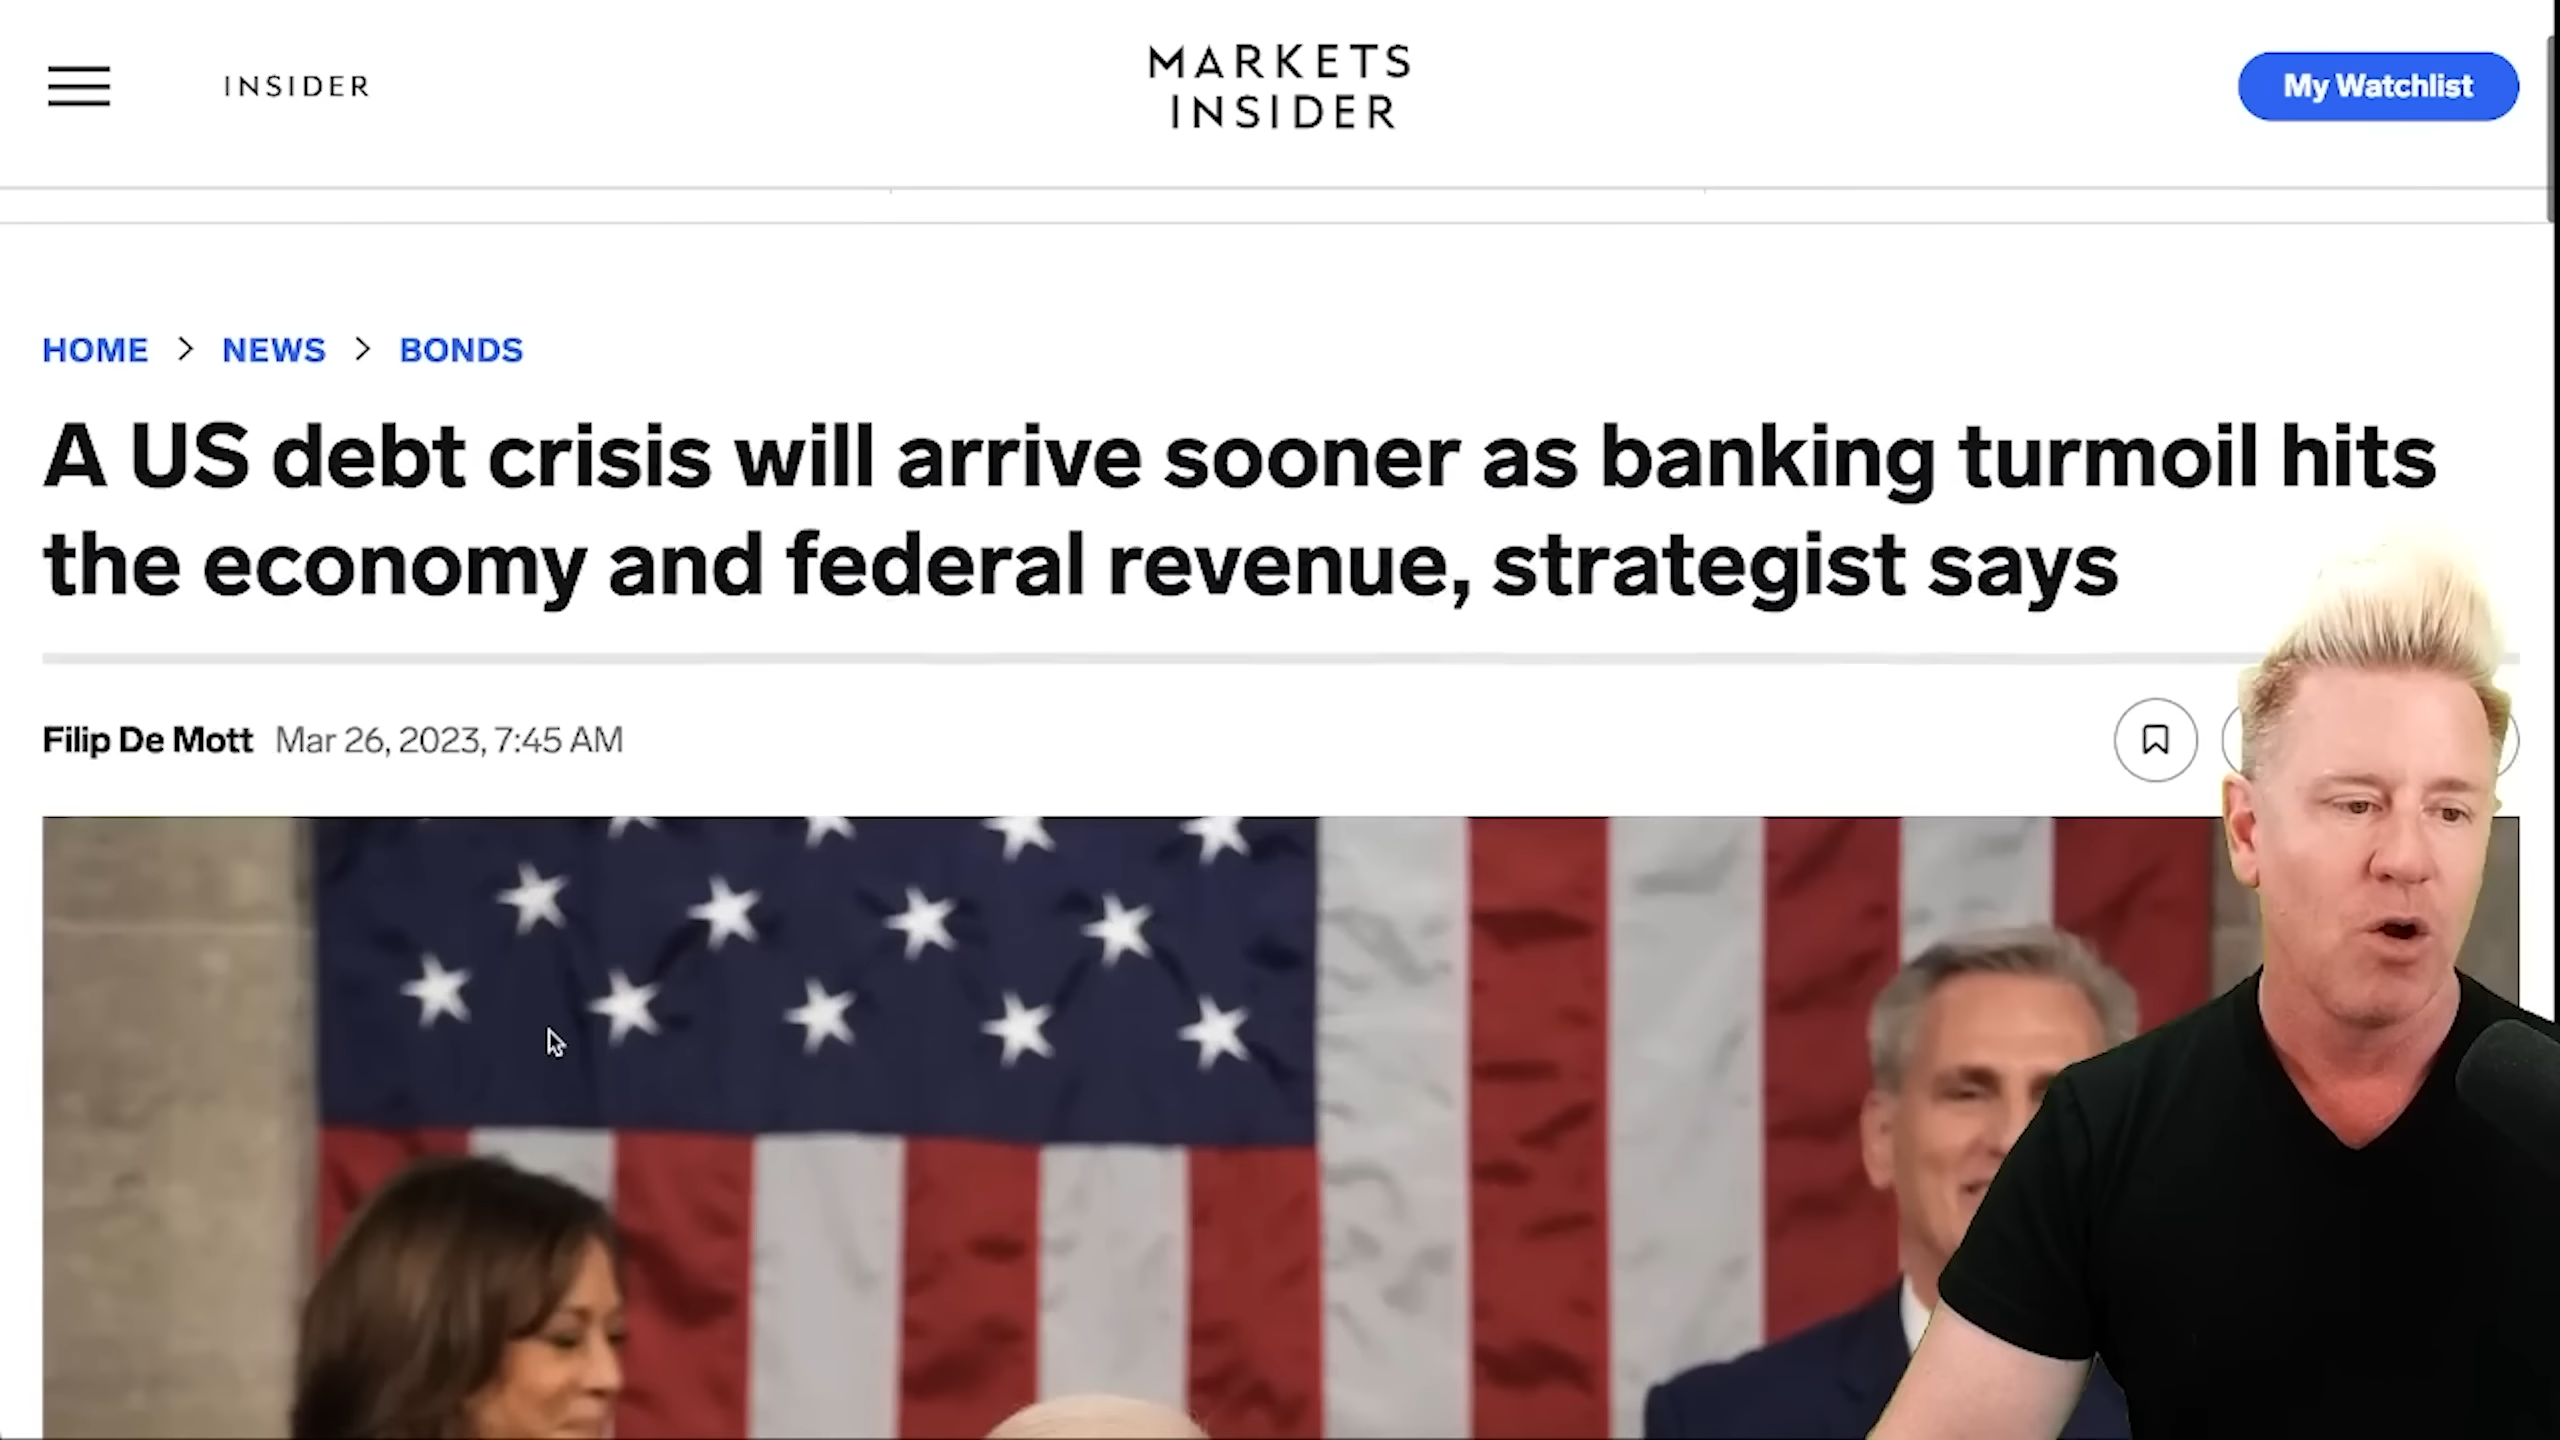 INSIDER
MARKETS
INSIDER
My Watchlist
HOME > NEWS > BONDS
A US debt crisis will arrive sooner as banking turmoil hits
the economy and federal revenue, strategist says
Filip De Mott Mar 26, 2023, 7:45 AM